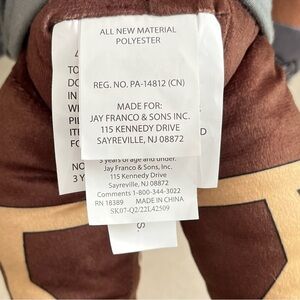 ALL NEW MATERIAL
POLYESTER
REG. NO. PA-14812 (CN)
MADE FOR:
JAY FRANCO & SONS INC.
115 KENNEDY DRIVE
SAYREVILLE, NJ 08872
3 years of age and under.
Jay Franco & Sons, Inc.
115 Kennedy Drive
Sayreville, NJ 08872
Comments 1-800-344-3022
RN 18389 MADE IN CHINA
SK07-Q2/22L42509